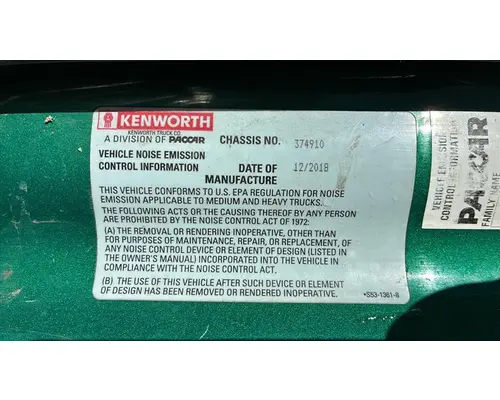 KENWORTH
KENWORTH TRUCK CO.
A DIVISION OF PACCAR
CHASSIS NO. 374910
VEHICLE NOISE EMISSION
CONTROL INFORMATION
DATE OF 12/2018
MANUFACTURE
THIS VEHICLE CONFORMS TO U.S. EPA REGULATION FOR NOISE
EMISSION APPLICABLE TO MEDIUM AND HEAVY TRUCKS.
THE FOLLOWING ACTS OR THE CAUSING THEREOF BY ANY PERSON
ARE PROHIBITED BY THE NOISE CONTROL ACT OF 1972:
(A) THE REMOVAL OR RENDERING INOPERATIVE, OTHER THAN
FOR PURPOSES OF MAINTENANCE, REPAIR, OR REPLACEMENT, OF
ANY NOISE CONTROL DEVICE OR ELEMENT OF DESIGN (LISTED IN
THE OWNER'S MANUAL) INCORPORATED INTO THE VEHICLE IN
COMPLIANCE WITH THE NOISE CONTROL ACT.
(B) THE USE OF THIS VEHICLE AFTER SUCH DEVICE OR ELEMENT
OF DESIGN HAS BEEN REMOVED OR RENDERED INOPERATIVE.
*S53-1361-8
VEHICLE EMISSION
CONTROL INFORMATION
PACCAR
FAMILY